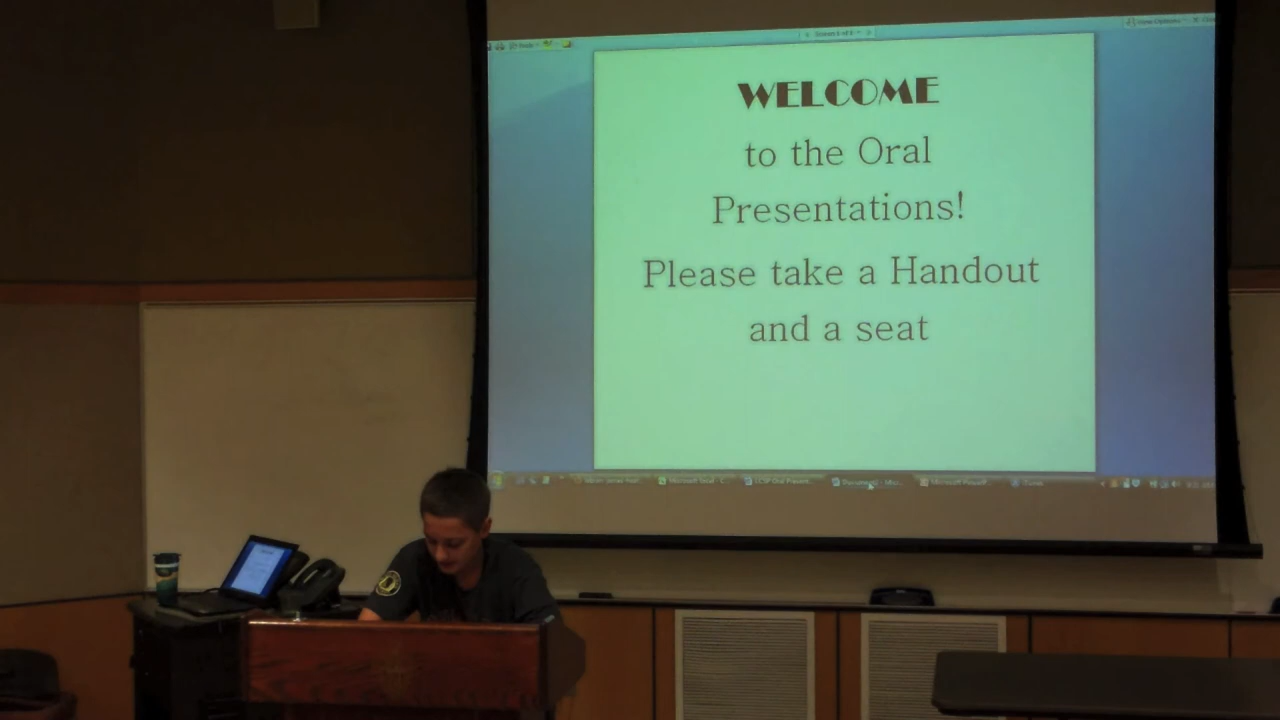 WELCOME
to the Oral
Presentations!
Please take a Handout
and a seat